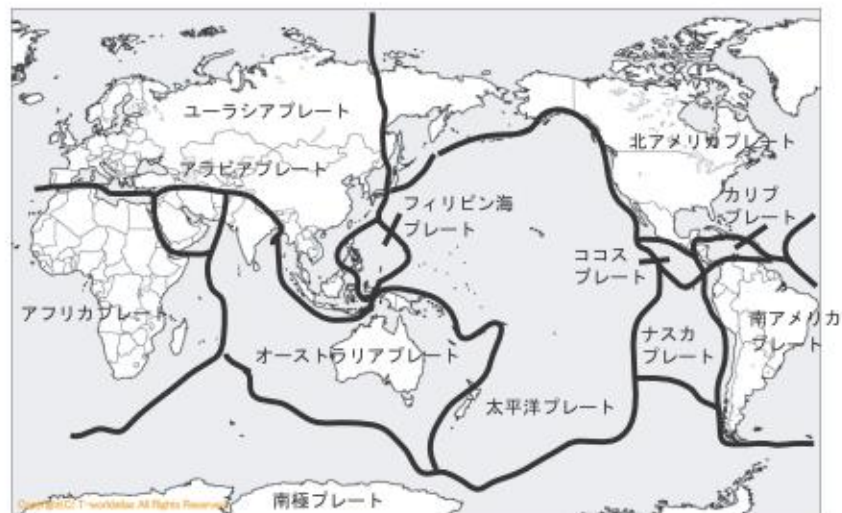 ユーラシアプレート
北アメリカプレート
アラビアプレート
カリブ
プレート
フィリピン海
プレート
ココス
プレート
アフリカプレート
ナスカ
プレート
南アメリカ
プレート
オーストラリアプレート
太平洋プレート
南極プレート
Copyright(C) T-worldatlas All Rights Reserved